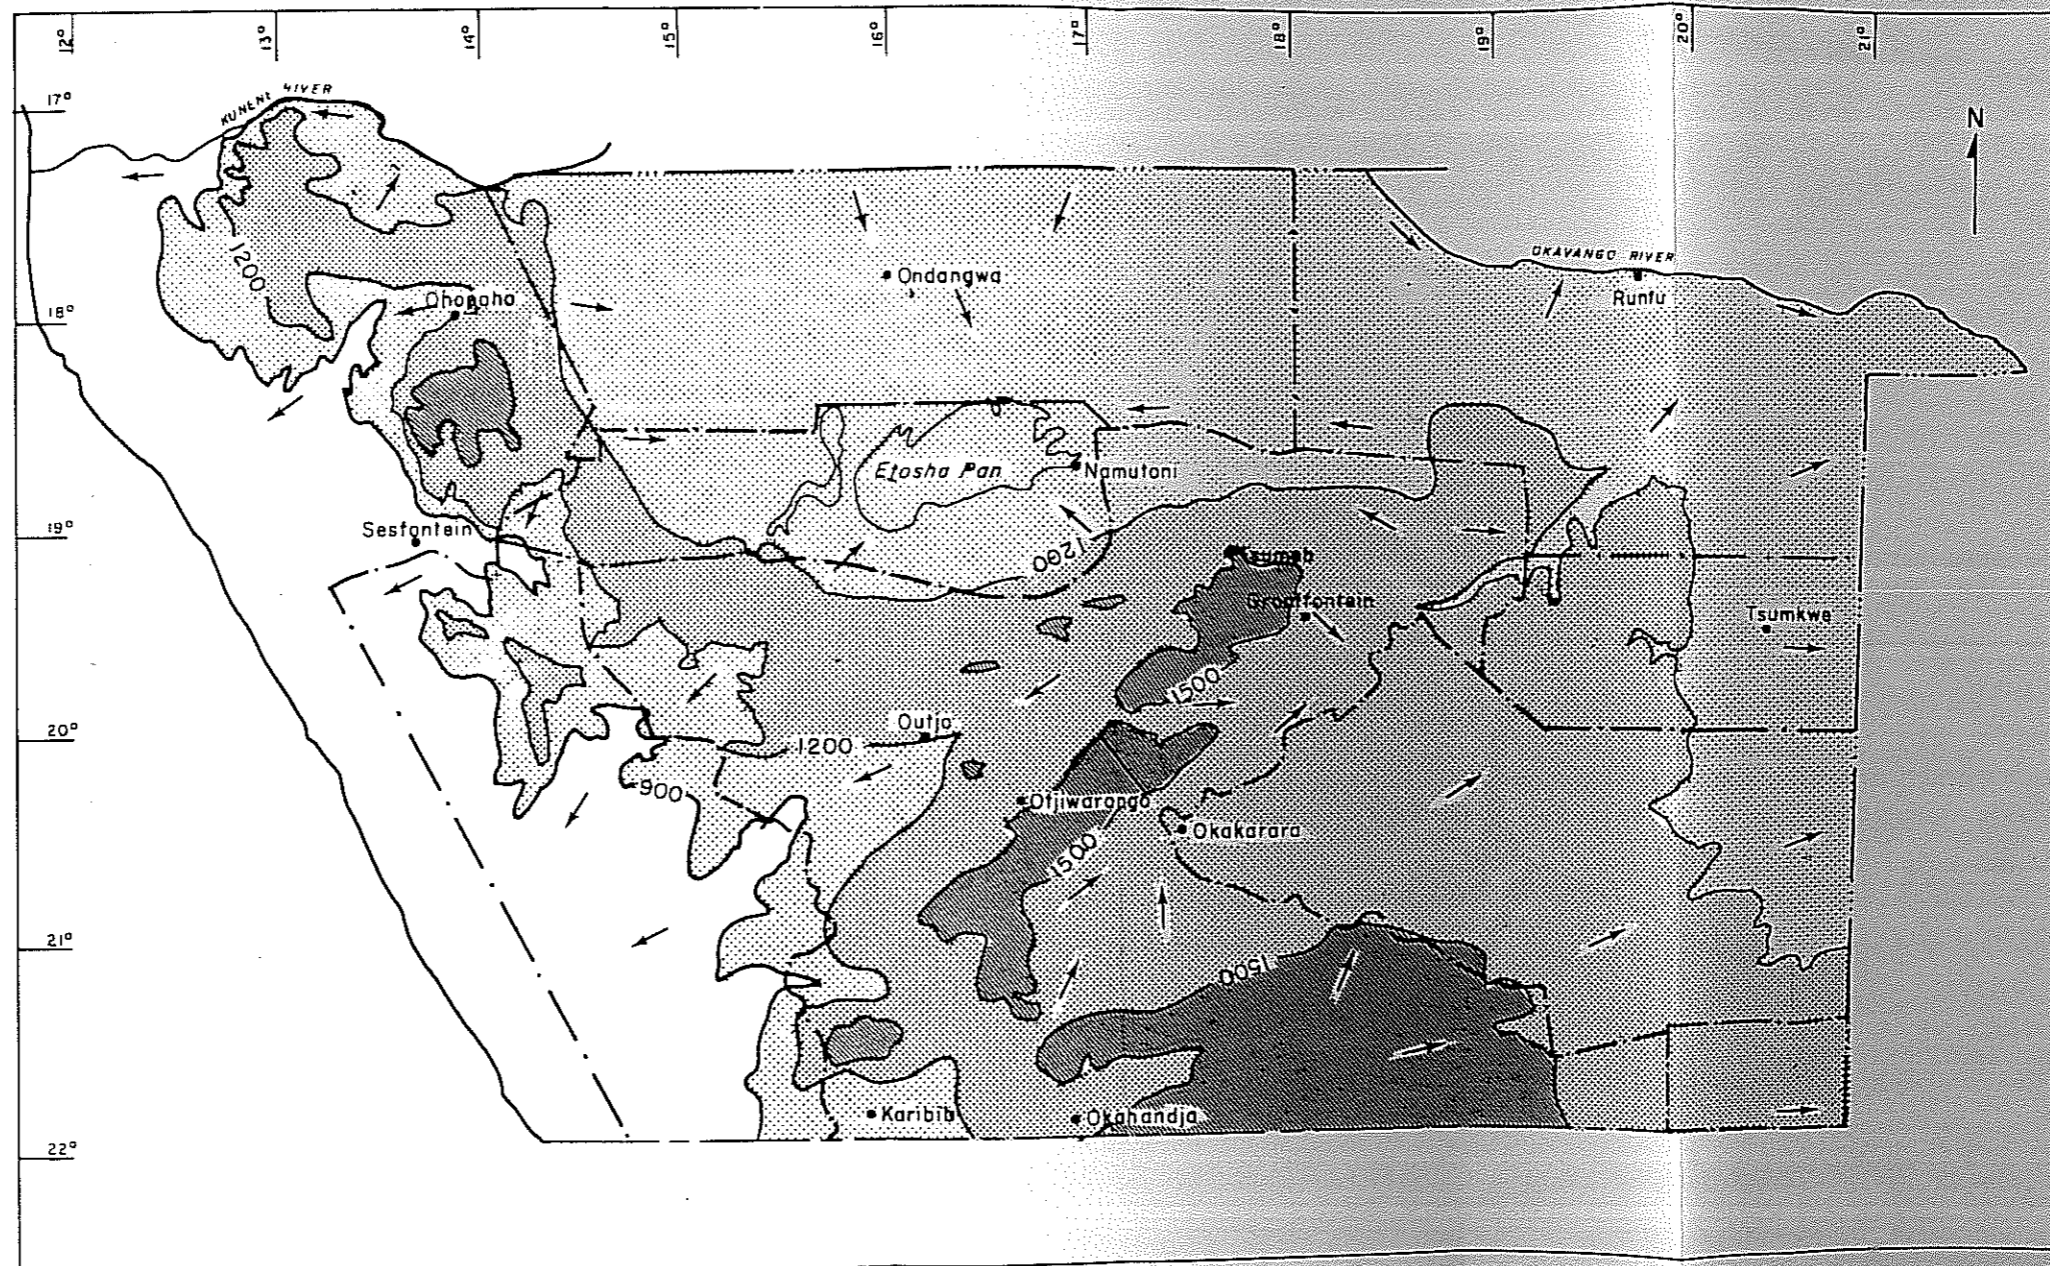 12°
13°
14°
15°
16°
17°
18°
19°
20°
21°
17°
KUNENE RIVER
N
1200
Ondangwa
OKAVANGO RIVER
Runtu
Ohopoho
18°
Etosha Pan
Namutoni
19°
Sesfontein
1200
Tsumeb
Grootfontein
Tsumkwe
1500
20°
Outjo
1200
900
Otjiwarongo
Okakarara
1500
21°
1500
Karibib
Okahandja
22°